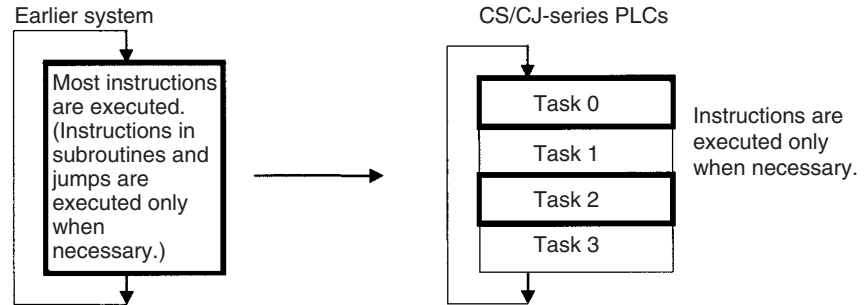 Earlier system
Most instructions
are executed.
(Instructions in
subroutines and
jumps are
executed only
when
necessary.)
CS/CJ-series PLCs
Task 0
Task 1
Task 2
Task 3
Instructions are
executed only
when necessary.